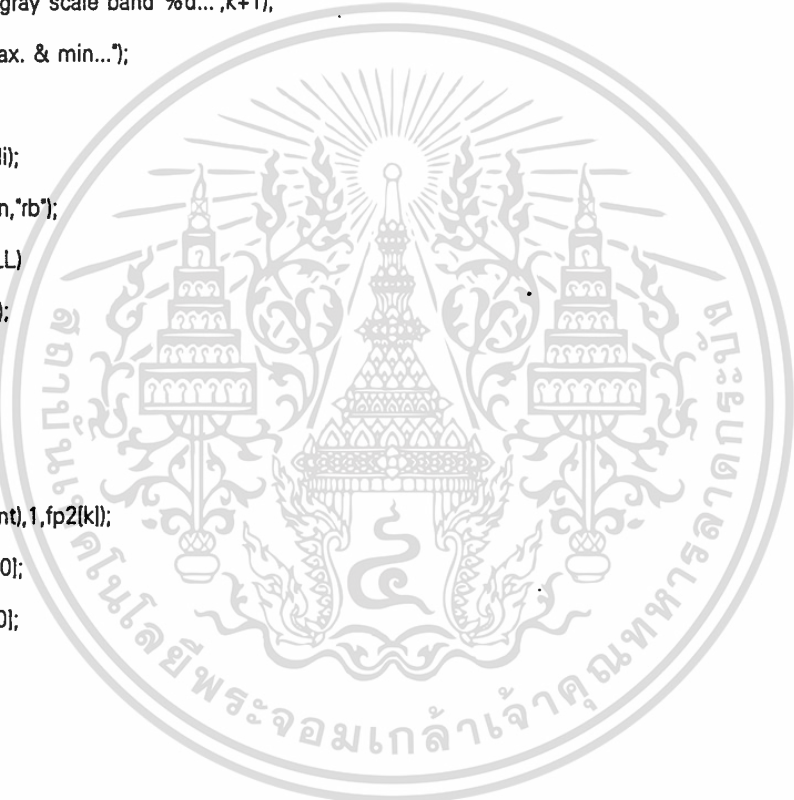 gray scale band %d...",k+1);
ax. & min...");
li);
n,"rb");
LL)
);
nt),1,fp2[k]);
0];
0];
สถาบันเทคโนโลยีพระจอมเกล้าเจ้าคุณทหารลาดกระบัง